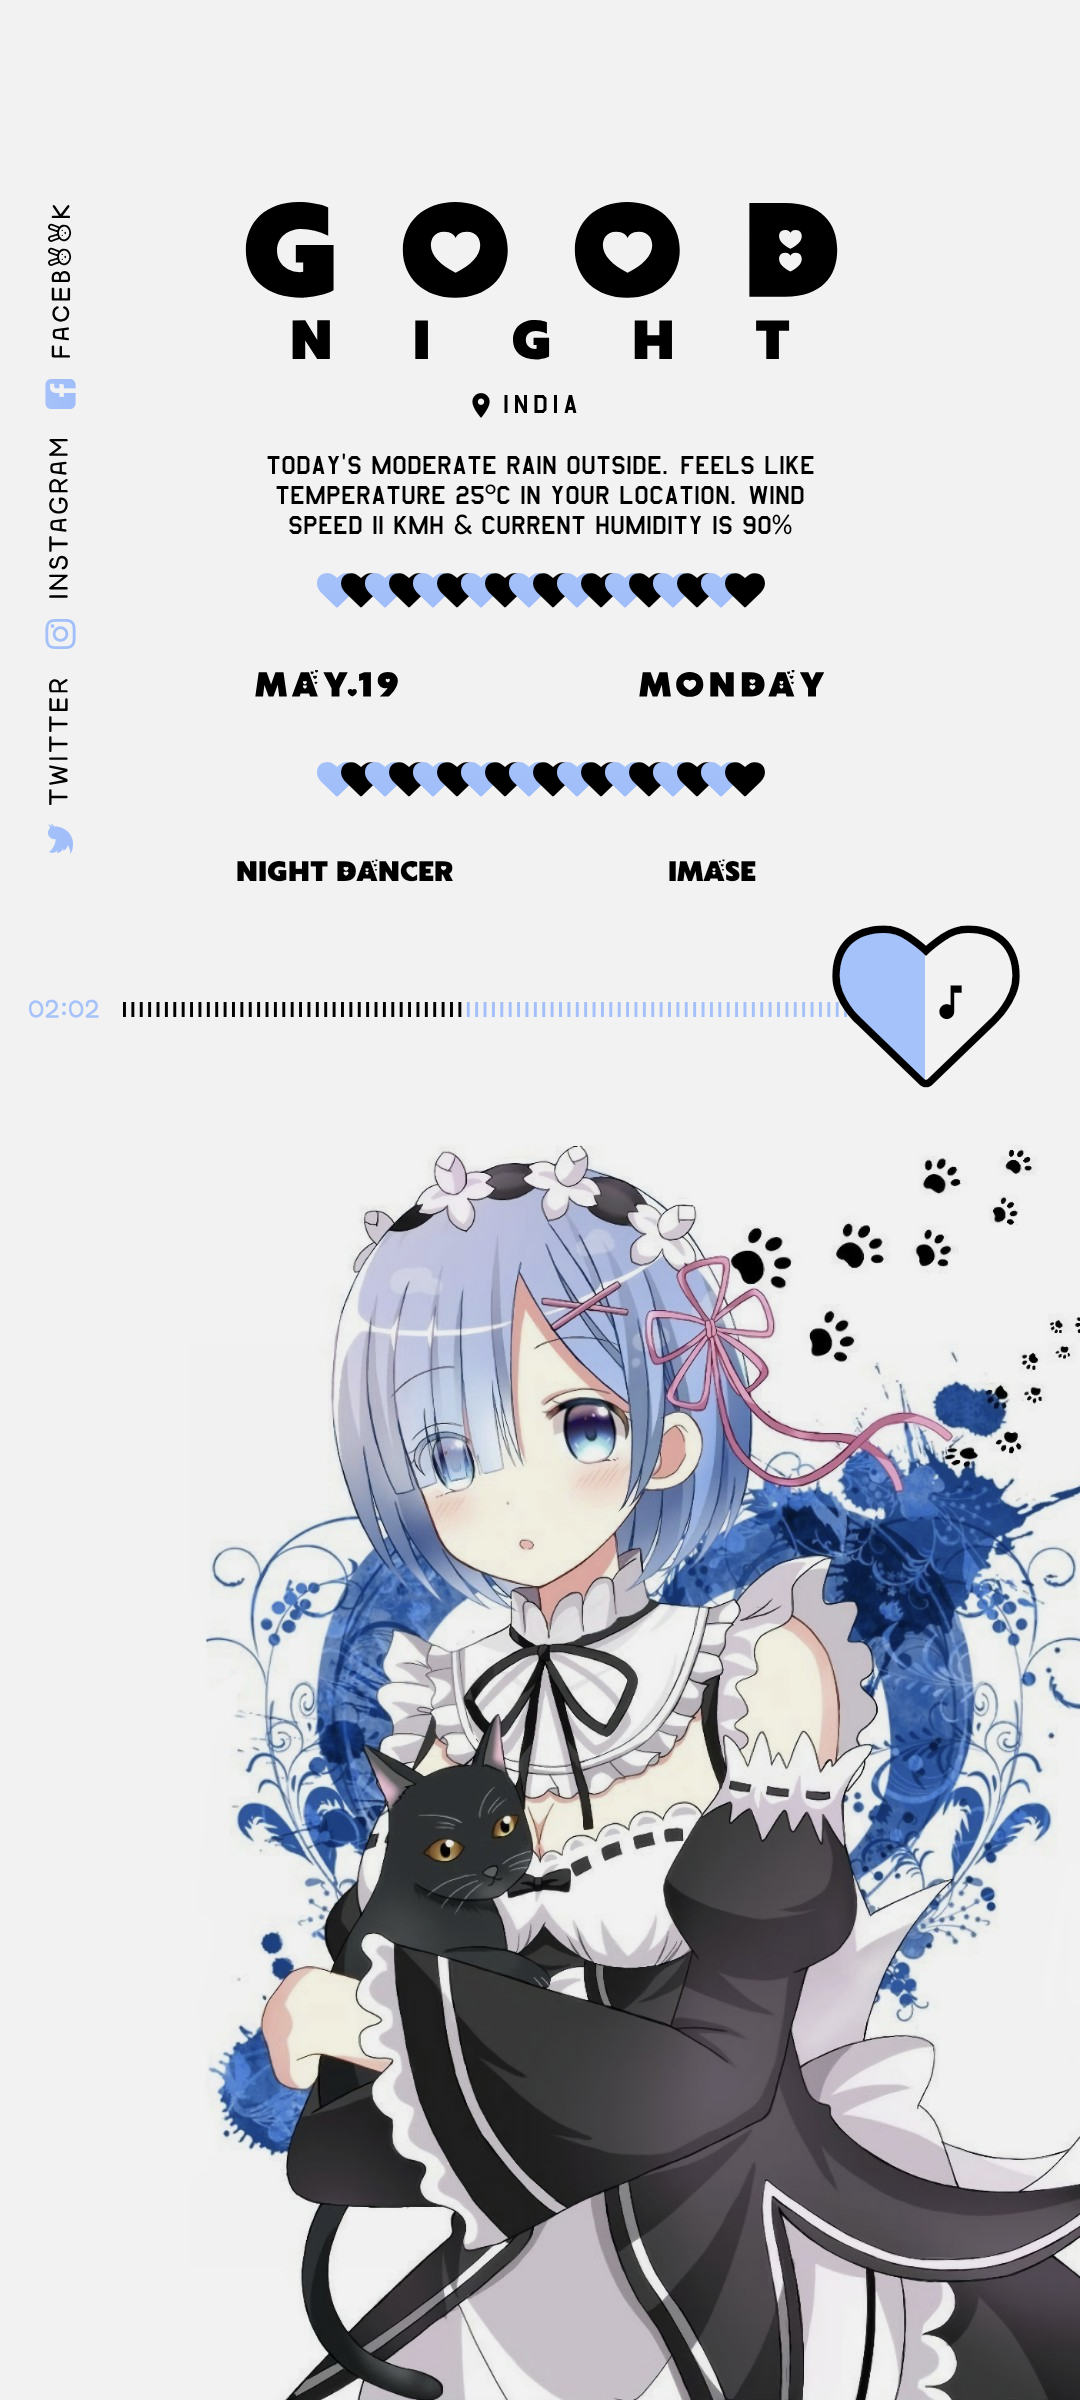 GOOD
NIGHT
INDIA
TODAY'S MODERATE RAIN OUTSIDE. FEELS LIKE
TEMPERATURE 25°C IN YOUR LOCATION. WIND
SPEED 11 KMH & CURRENT HUMIDITY IS 90%
MAY.19 MONDAY
NIGHT DANCER IMASE
02:02
FACEBOOK
INSTAGRAM
TWITTER